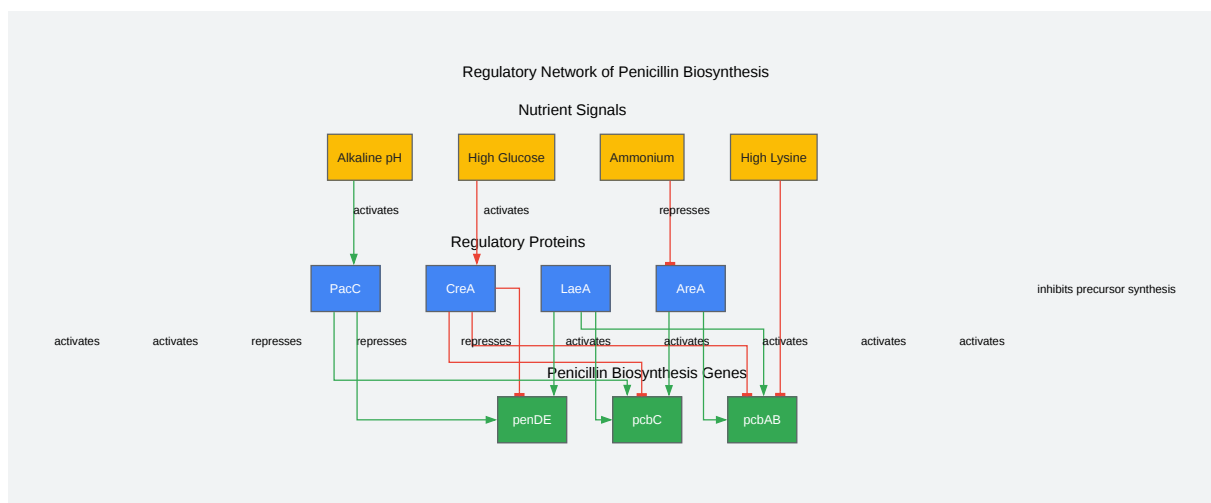 Regulatory Network of Penicillin Biosynthesis
Nutrient Signals
Alkaline pH
High Glucose
Ammonium
High Lysine
activates
activates
represses
Regulatory Proteins
PacC
CreA
LaeA
AreA
inhibits precursor synthesis
activates
activates
represses
represses
represses
activates
activates
activates
activates
activates
Penicillin Biosynthesis Genes
penDE
pcbC
pcbAB